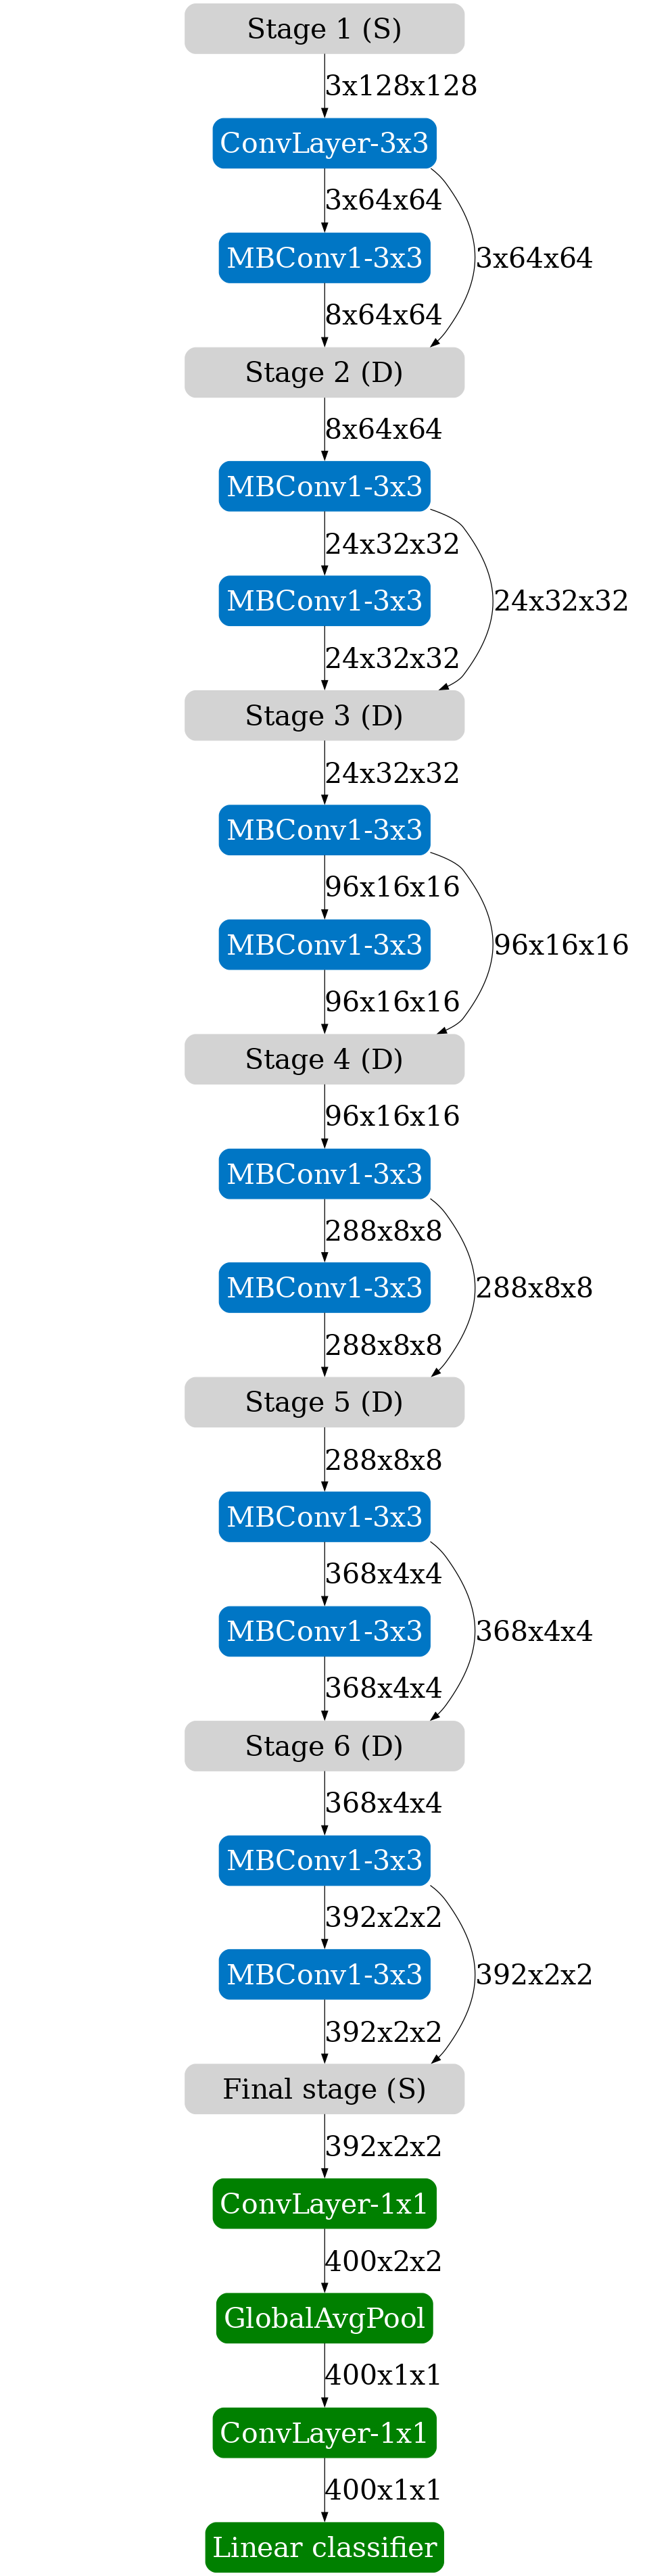 Stage 1 (S)
3x128x128
ConvLayer-3x3
3x64x64
MBConv1-3x3
3x64x64
8x64x64
Stage 2 (D)
8x64x64
MBConv1-3x3
24x32x32
MBConv1-3x3
24x32x32
24x32x32
Stage 3 (D)
24x32x32
MBConv1-3x3
96x16x16
MBConv1-3x3
96x16x16
96x16x16
Stage 4 (D)
96x16x16
MBConv1-3x3
288x8x8
MBConv1-3x3
288x8x8
288x8x8
Stage 5 (D)
288x8x8
MBConv1-3x3
368x4x4
MBConv1-3x3
368x4x4
368x4x4
Stage 6 (D)
368x4x4
MBConv1-3x3
392x2x2
MBConv1-3x3
392x2x2
392x2x2
Final stage (S)
392x2x2
ConvLayer-1x1
400x2x2
GlobalAvgPool
400x1x1
ConvLayer-1x1
400x1x1
Linear classifier